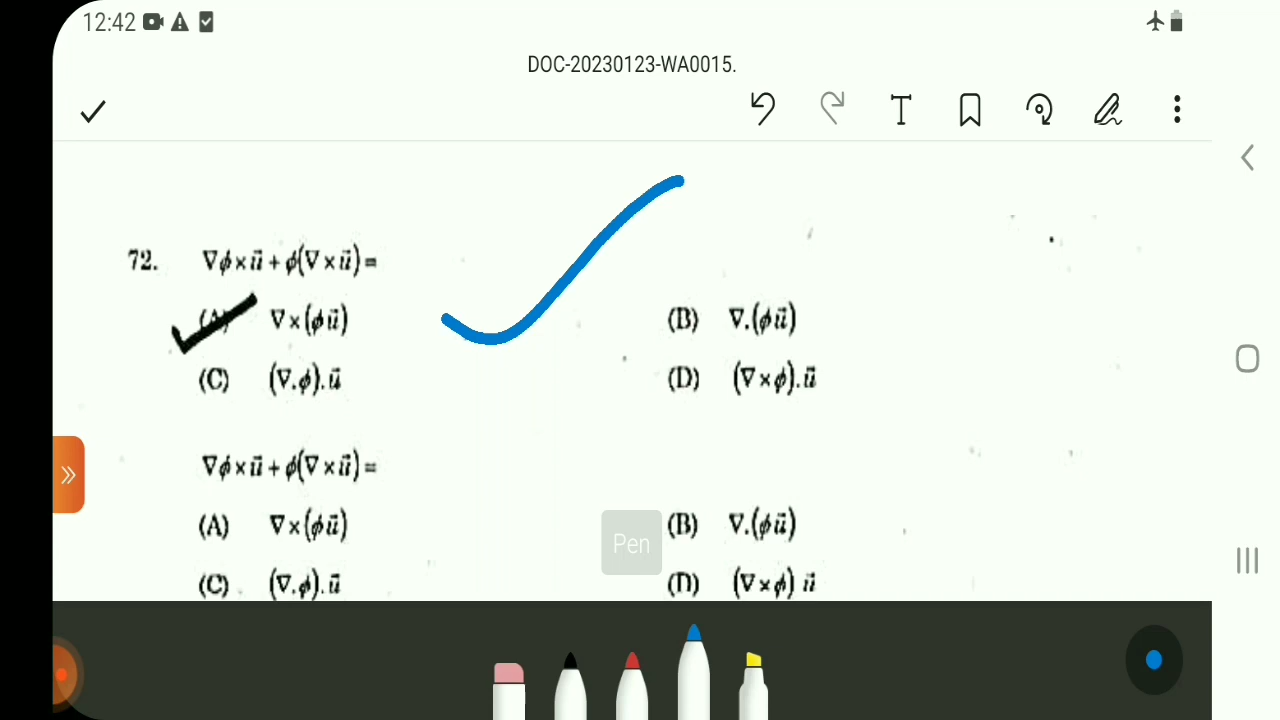 12:42
DOC-20230123-WA0015.
72. ∇ϕ×u⃗ + ϕ(∇×u⃗) =
(A) ∇×(ϕu⃗) (B) ∇.(ϕu⃗)
(C) (∇.ϕ).u⃗ (D) (∇×ϕ).u⃗
∇ϕ×u⃗ + ϕ(∇×u⃗) =
(A) ∇×(ϕu⃗) (B) ∇.(ϕu⃗)
Pen
(C) (∇.ϕ).u⃗ (D) (∇×ϕ) u⃗